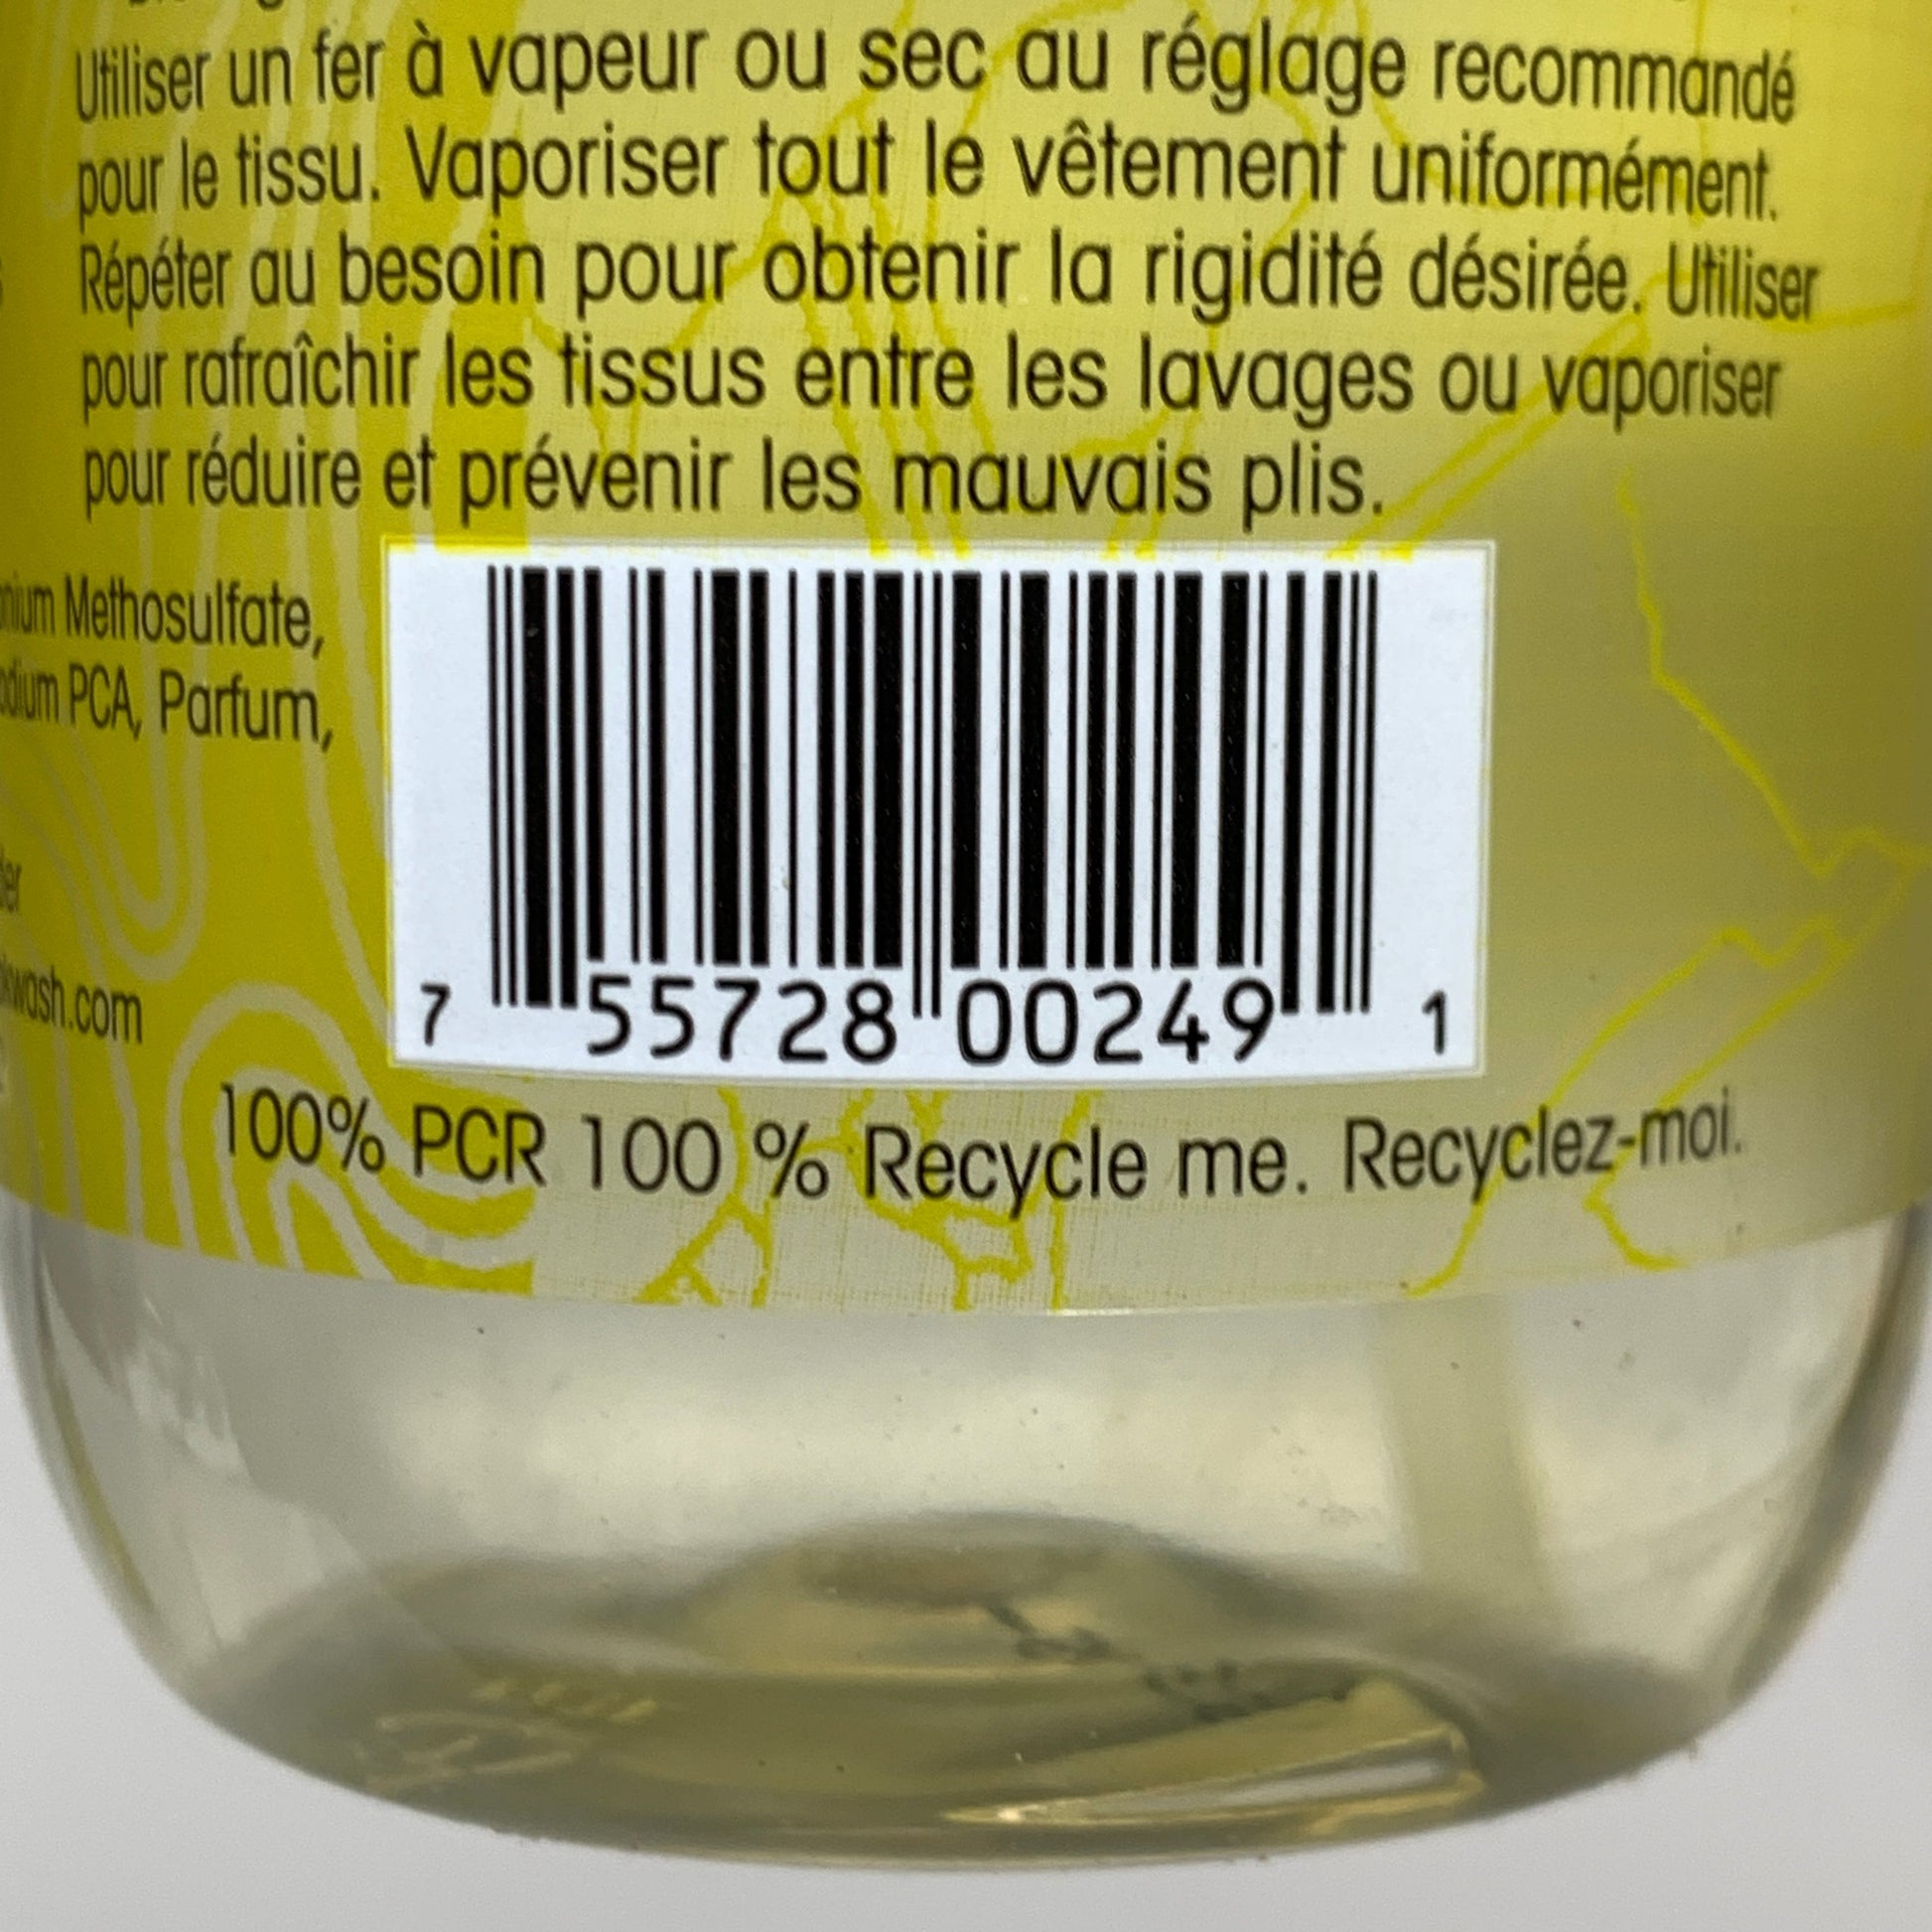 Utiliser un fer à vapeur ou sec au réglage recommandé
pour le tissu. Vaporiser tout le vêtement uniformément.
Répéter au besoin pour obtenir la rigidité désirée. Utiliser
pour rafraîchir les tissus entre les lavages ou vaporiser
pour réduire et prévenir les mauvais plis.
Methosulfate,
PCA, Parfum,
7 55728 00249 1
100% PCR 100 % Recycle me. Recyclez-moi.